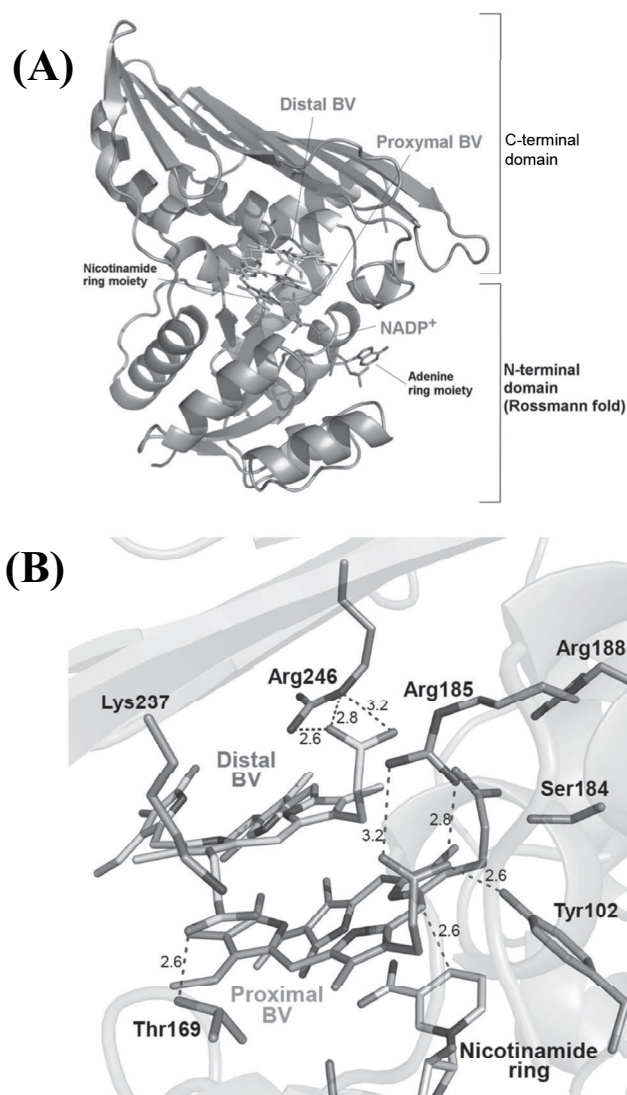 (A)
Distal BV
Proxymal BV
C-terminal
domain
Nicotinamide
ring moiety
NADP+
Adenine
ring moiety
N-terminal
domain
(Rossmann fold)
(B)
Arg246
Arg185
Arg188
Lys237
3.2
2.8
2.6
Distal
BV
Ser184
3.2
2.8
2.6
Tyr102
2.6
2.6
Proximal
BV
Thr169
Nicotinamide
ring